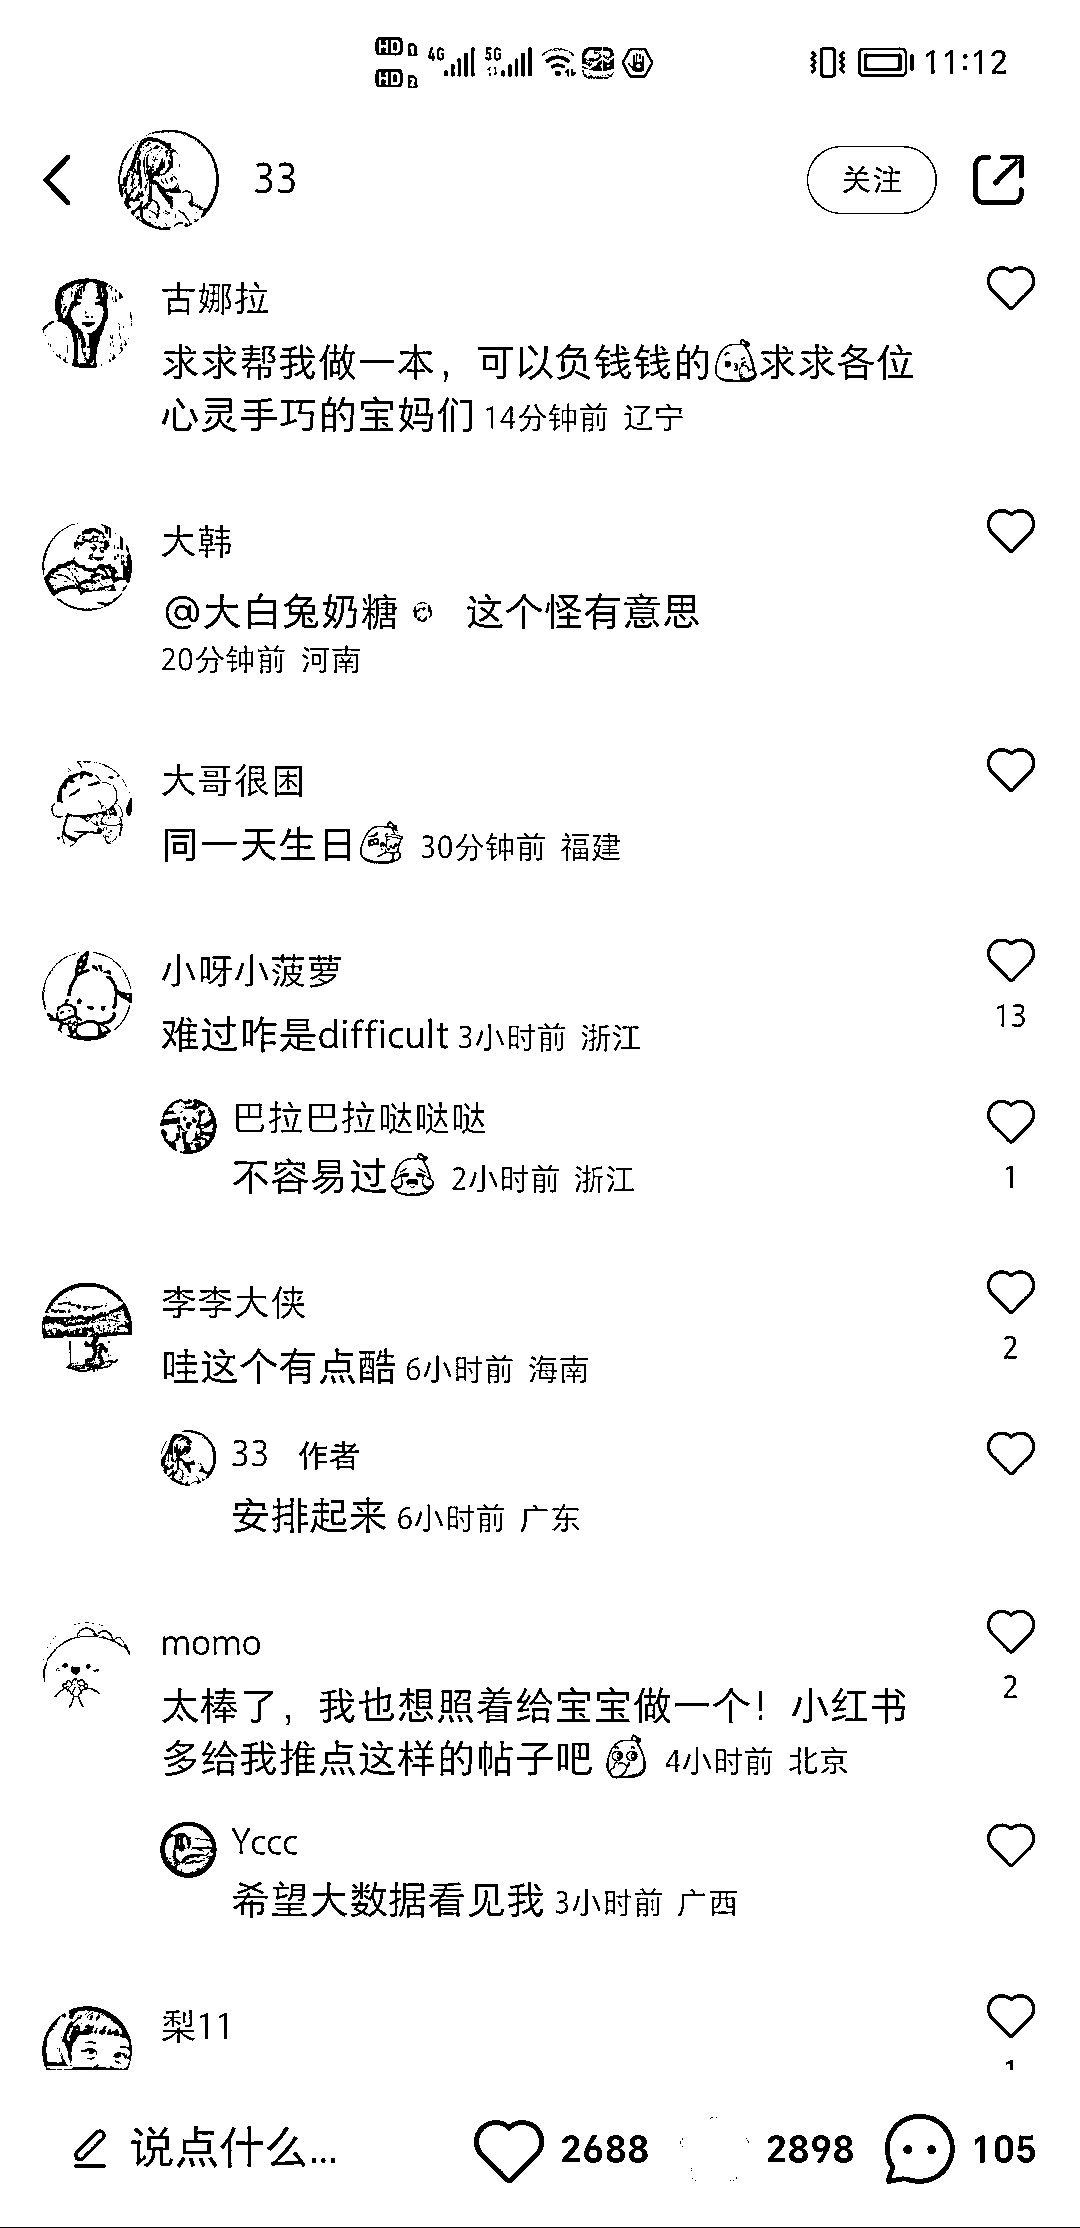 HD 1 4G 5G 11:12
HD 2
33 关注
古娜拉
求求帮我做一本，可以负钱钱的求求各位
心灵手巧的宝妈们 14分钟前 辽宁
大韩
@大白兔奶糖 这个怪有意思
20分钟前 河南
大哥很困
同一天生日 30分钟前 福建
小呀小菠萝
13
难过咋是difficult 3小时前 浙江
巴拉巴拉哒哒哒
不容易过 2小时前 浙江
1
李李大侠
2
哇这个有点酷 6小时前 海南
33 作者
安排起来 6小时前 广东
momo
2
太棒了，我也想照着给宝宝做一个！小红书
多给我推点这样的帖子吧 4小时前 北京
Yccc
希望大数据看见我 3小时前 广西
梨11
说点什么... 2688 2898 105